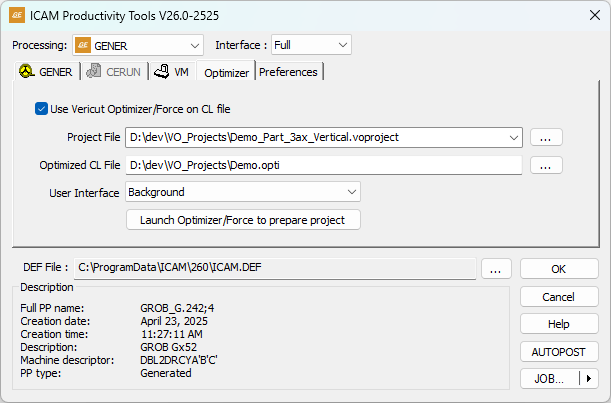 ICAM Productivity Tools V26.0-2525
Processing: GENER Interface : Full
GENER CERUN VM Optimizer Preferences
Use Vericut Optimizer/Force on CL file
Project File D:\dev\VO_Projects\Demo_Part_3ax_Vertical.voproject ...
Optimized CL File D:\dev\VO_Projects\Demo.opti ...
User Interface Background
Launch Optimizer/Force to prepare project
DEF File : C:\ProgramData\ICAM\260\ICAM.DEF ... OK
Description
Cancel
Full PP name: GROB_G.242;4
Creation date: April 23, 2025
Help
Creation time: 11:27:11 AM
Description: GROB Gx52
AUTOPOST
Machine descriptor: DBL2DRCYA'B'C'
PP type: Generated
JOB...